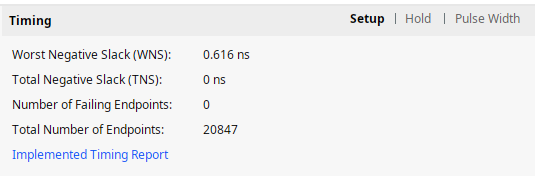 Timing Setup | Hold | Pulse Width
Worst Negative Slack (WNS): 0.616 ns
Total Negative Slack (TNS): 0 ns
Number of Failing Endpoints: 0
Total Number of Endpoints: 20847
Implemented Timing Report